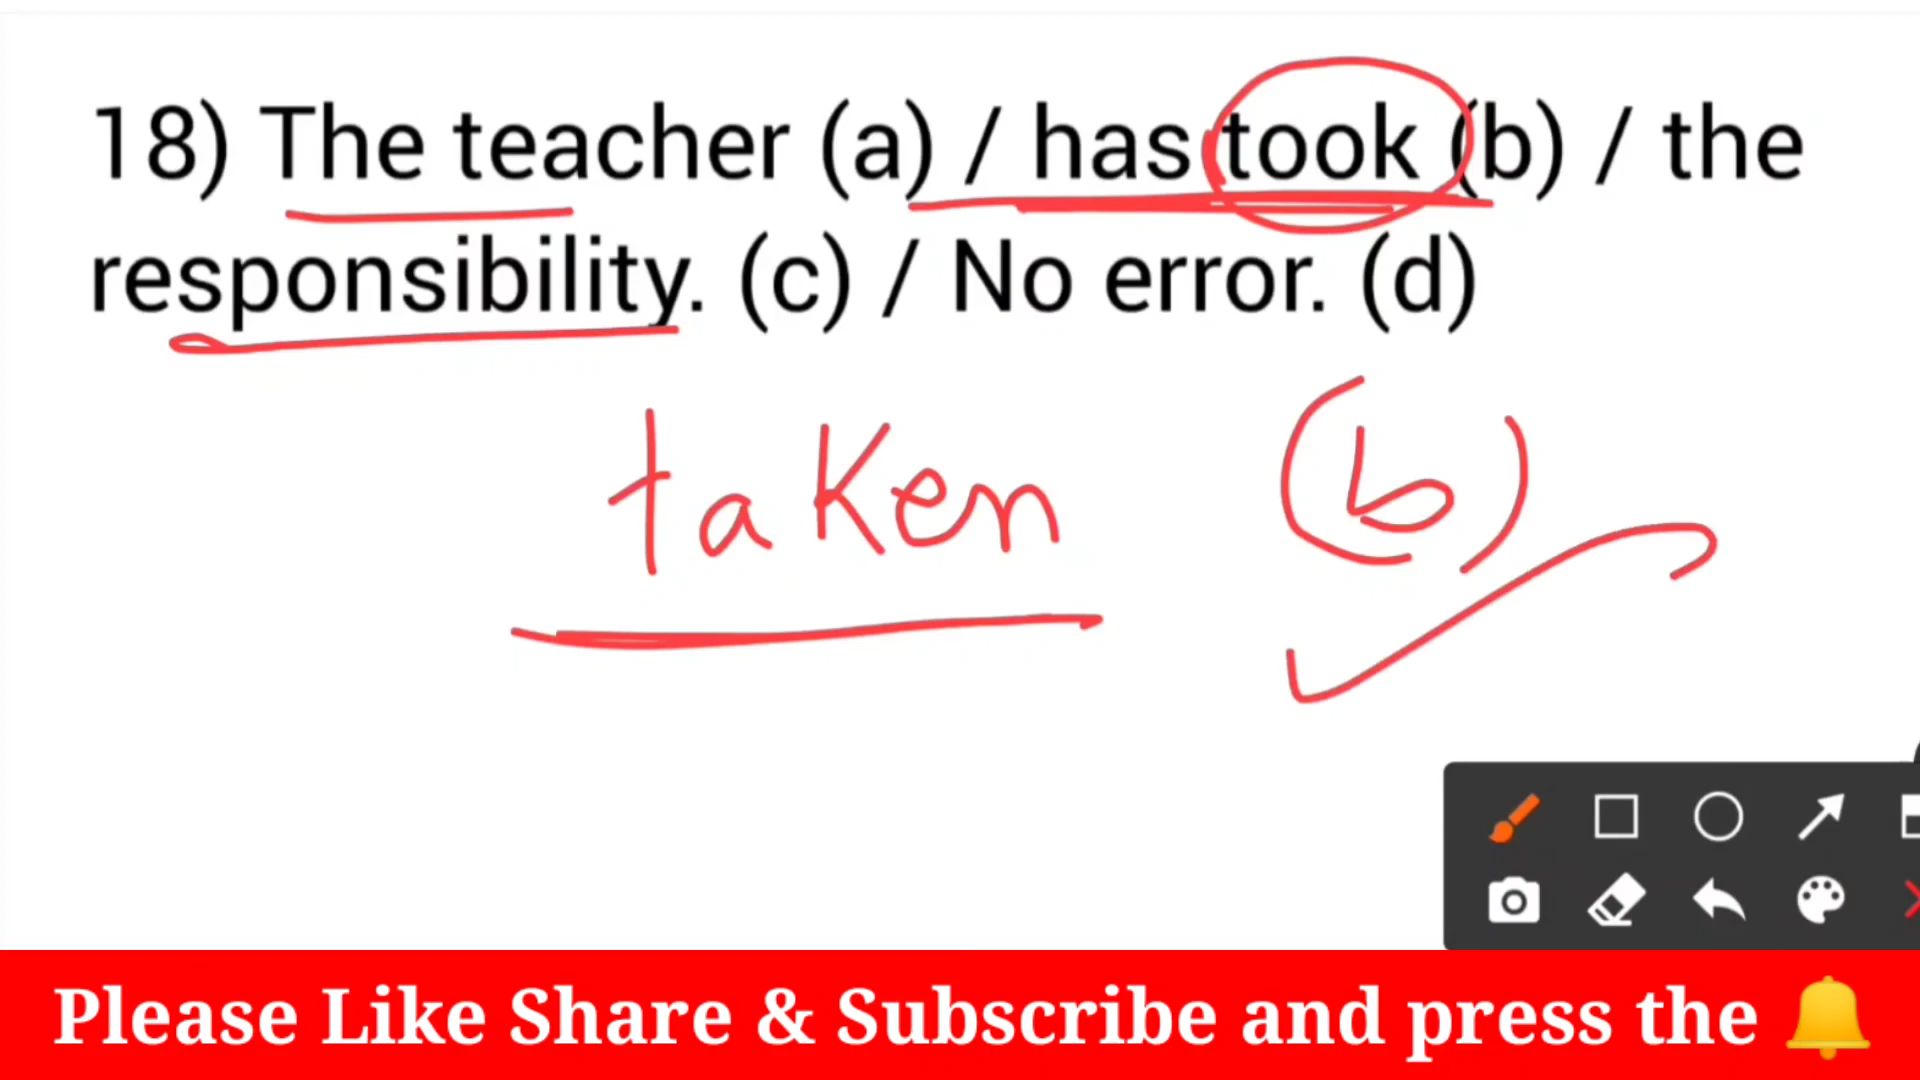 18) The teacher (a) / has took (b) / the
responsibility. (c) / No error. (d)
taken (b)
Please Like Share & Subscribe and press the 🔔